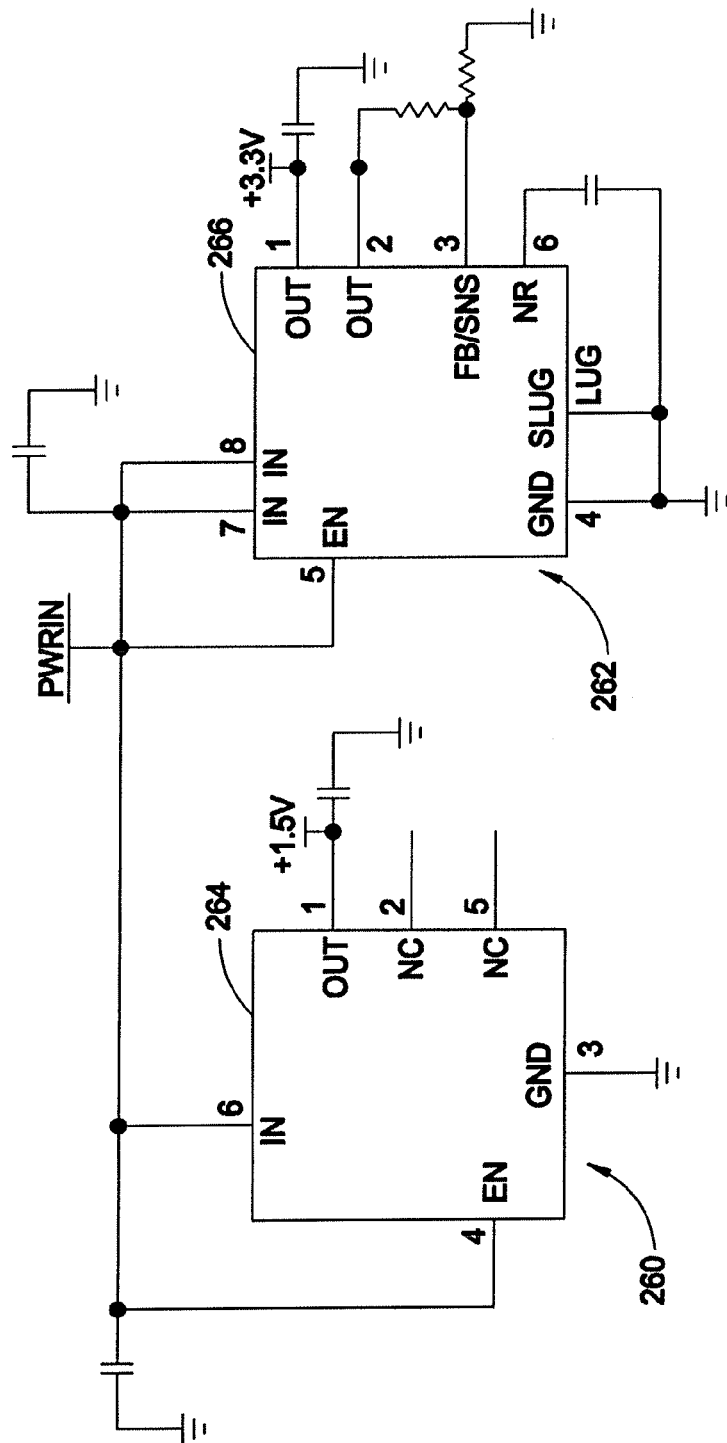 PWRIN
264
6
IN
4
EN
OUT
1
+1.5V
NC
2
NC
5
GND
3
260
266
7
IN
8
IN
5
EN
OUT
1
+3.3V
OUT
2
FB/SNS
3
NR
6
GND
4
SLUG
LUG
262